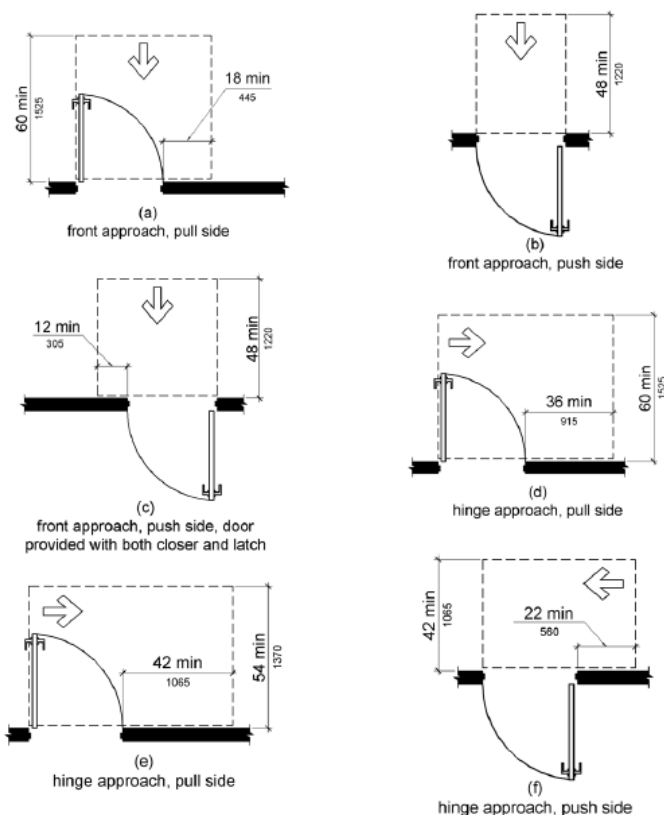 60 min
1525
18 min
445
(a)
front approach, pull side
48 min
1220
(b)
front approach, push side
12 min
305
48 min
1220
(c)
front approach, push side, door
provided with both closer and latch
36 min
915
60 min
1525
(d)
hinge approach, pull side
42 min
1065
54 min
1370
(e)
hinge approach, pull side
42 min
1065
22 min
560
(f)
hinge approach, push side